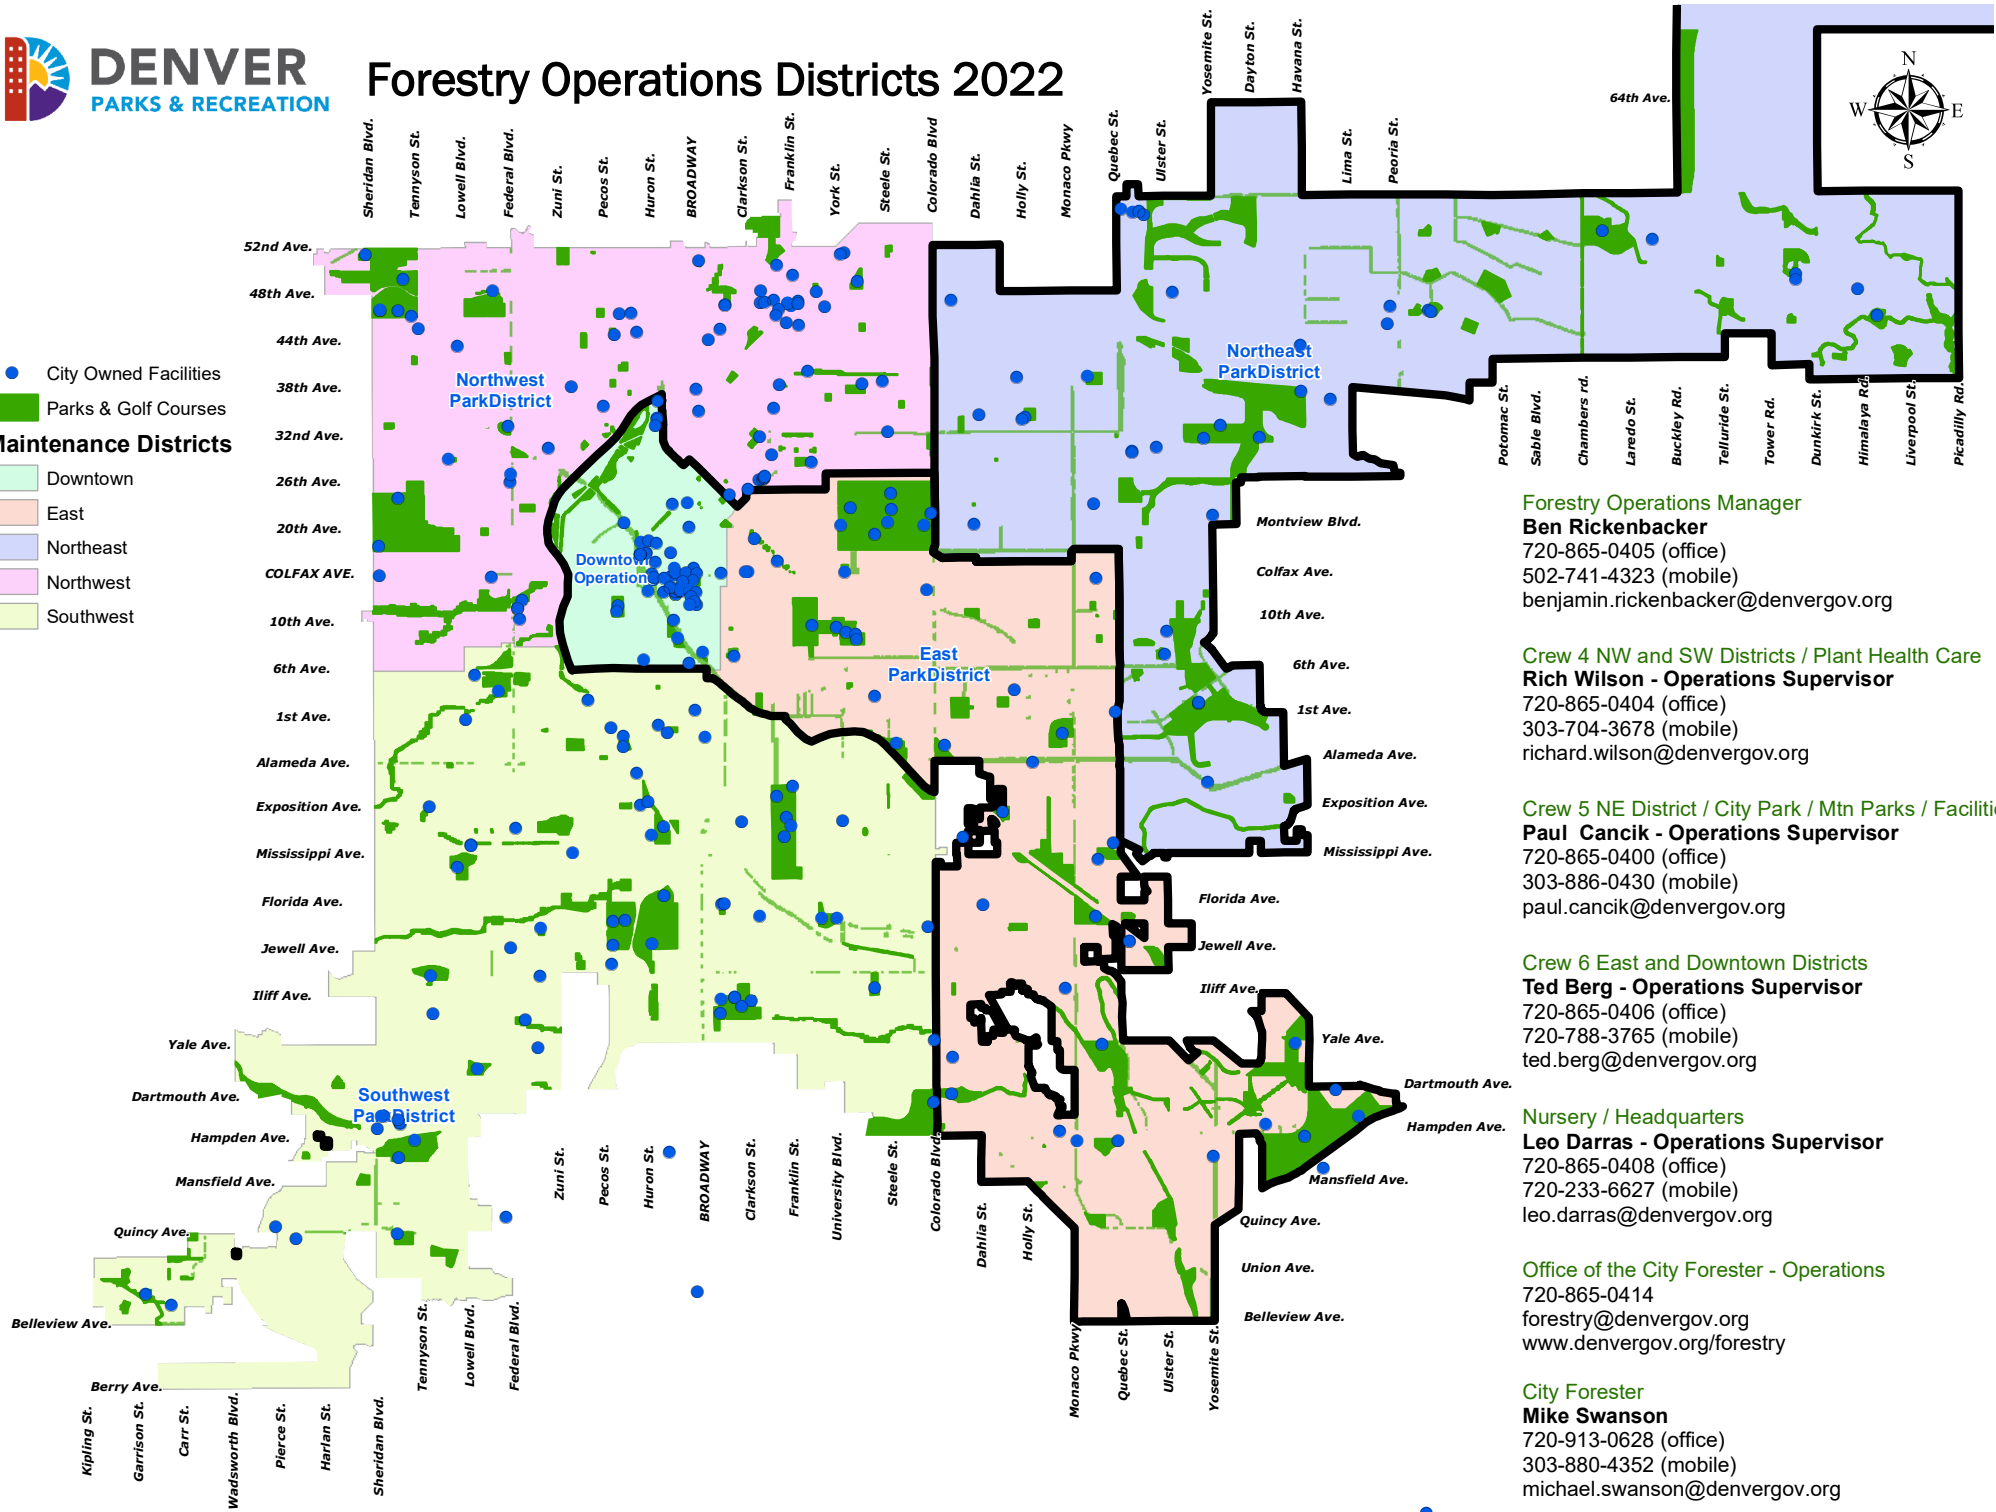 DENVER
PARKS & RECREATION
Forestry Operations Districts 2022
Sheridan Blvd.
Tennyson St.
Lowell Blvd.
Federal Blvd.
Zuni St.
Pecos St.
Huron St.
BROADWAY
Clarkson St.
Franklin St.
York St.
Steele St.
Colorado Blvd
Dahlia St.
Holly St.
Monaco Pkwy
Quebec St.
Ulster St.
Yosemite St.
Dayton St.
Havana St.
Lima St.
Peoria St.
64th Ave.
N
W
E
S
52nd Ave.
48th Ave.
44th Ave.
38th Ave.
32nd Ave.
26th Ave.
20th Ave.
COLFAX AVE.
10th Ave.
6th Ave.
1st Ave.
Alameda Ave.
Exposition Ave.
Mississippi Ave.
Florida Ave.
Jewell Ave.
Iliff Ave.
Yale Ave.
Dartmouth Ave.
Hampden Ave.
Mansfield Ave.
Quincy Ave.
Belleview Ave.
Berry Ave.
City Owned Facilities
Parks & Golf Courses
Maintenance Districts
Downtown
East
Northeast
Northwest
Southwest
Northwest
ParkDistrict
Northeast
ParkDistrict
Downtown
Operation
East
ParkDistrict
Southwest
ParkDistrict
Potomac St.
Sable Blvd.
Chambers rd.
Laredo St.
Buckley Rd.
Telluride St.
Tower Rd.
Dunkirk St.
Himalaya Rd.
Liverpool St.
Picadilly Rd.
Montview Blvd.
Colfax Ave.
10th Ave.
6th Ave.
1st Ave.
Alameda Ave.
Exposition Ave.
Mississippi Ave.
Florida Ave.
Jewell Ave.
Iliff Ave.
Yale Ave.
Dartmouth Ave.
Hampden Ave.
Mansfield Ave.
Quincy Ave.
Union Ave.
Belleview Ave.
Zuni St.
Pecos St.
Huron St.
BROADWAY
Clarkson St.
Franklin St.
University Blvd.
Steele St.
Colorado Blvd.
Dahlia St.
Holly St.
Monaco Pkwy
Quebec St.
Ulster St.
Yosemite St.
Kipling St.
Garrison St.
Carr St.
Wadsworth Blvd.
Pierce St.
Harlan St.
Sheridan Blvd.
Tennyson St.
Lowell Blvd.
Federal Blvd.
Forestry Operations Manager
Ben Rickenbacker
720-865-0405 (office)
502-741-4323 (mobile)
benjamin.rickenbacker@denvergov.org
Crew 4 NW and SW Districts / Plant Health Care
Rich Wilson - Operations Supervisor
720-865-0404 (office)
303-704-3678 (mobile)
richard.wilson@denvergov.org
Crew 5 NE District / City Park / Mtn Parks / Faciliti
Paul  Cancik - Operations Supervisor
720-865-0400 (office)
303-886-0430 (mobile)
paul.cancik@denvergov.org
Crew 6 East and Downtown Districts
Ted Berg - Operations Supervisor
720-865-0406 (office)
720-788-3765 (mobile)
ted.berg@denvergov.org
Nursery / Headquarters
Leo Darras - Operations Supervisor
720-865-0408 (office)
720-233-6627 (mobile)
leo.darras@denvergov.org
Office of the City Forester - Operations
720-865-0414
forestry@denvergov.org
www.denvergov.org/forestry
City Forester
Mike Swanson
720-913-0628 (office)
303-880-4352 (mobile)
michael.swanson@denvergov.org